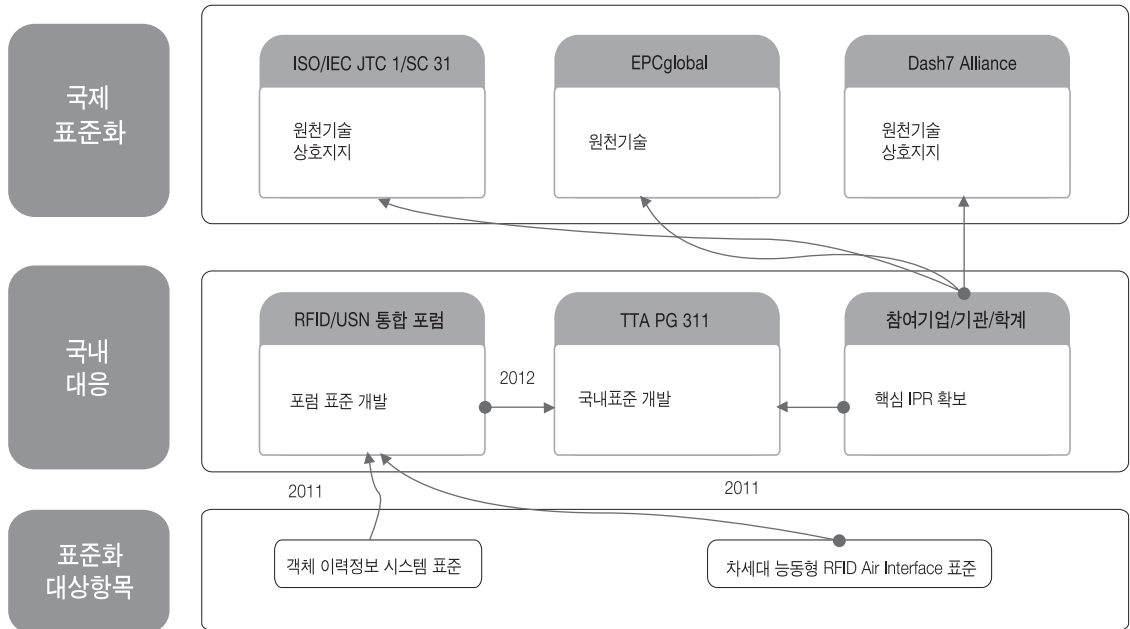 국제
표준화
ISO/IEC JTC 1/SC 31
원천기술
상호지지
EPCglobal
원천기술
Dash7 Alliance
원천기술
상호지지
국내
대응
RFID/USN 통합 포럼
포럼 표준 개발
2012
TTA PG 311
국내표준 개발
참여기업/기관/학계
핵심 IPR 확보
2011
2011
표준화
대상항목
객체 이력정보 시스템 표준
차세대 능동형 RFID Air Interface 표준